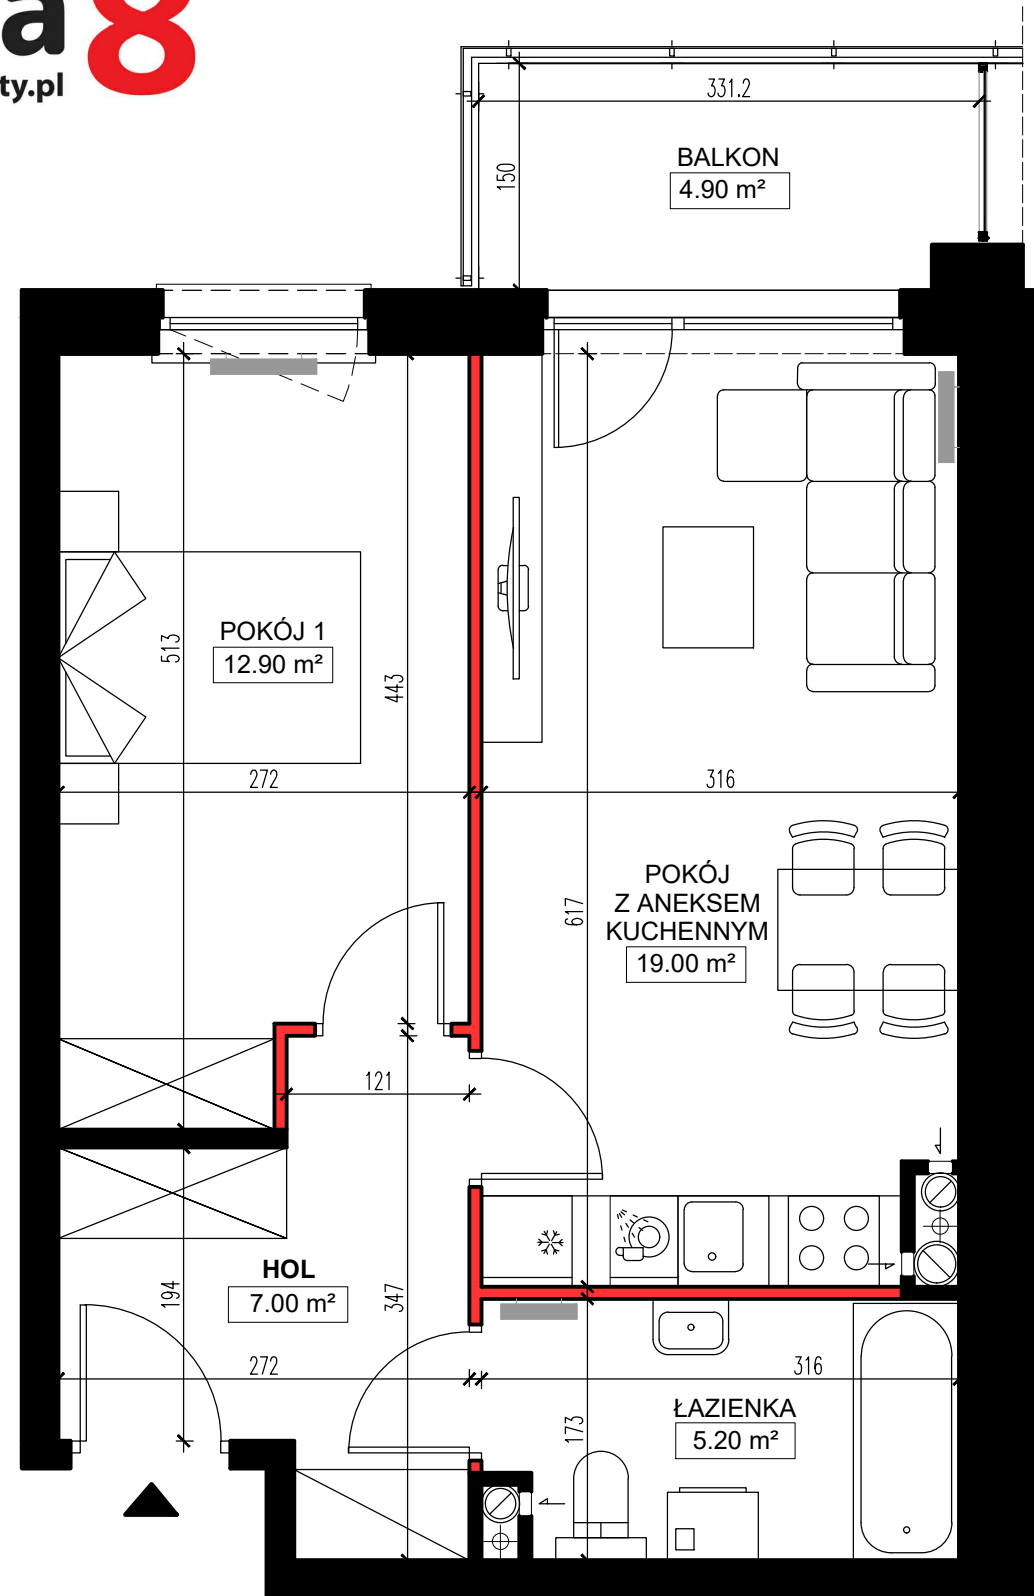 a8
ty.pl
331.2
150
BALKON
4.90 m²
POKÓJ 1
12.90 m²
513
443
272
316
POKÓJ
Z ANEKSEM
KUCHENNYM
19.00 m²
617
121
HOL
7.00 m²
194
347
272
316
ŁAZIENKA
5.20 m²
173